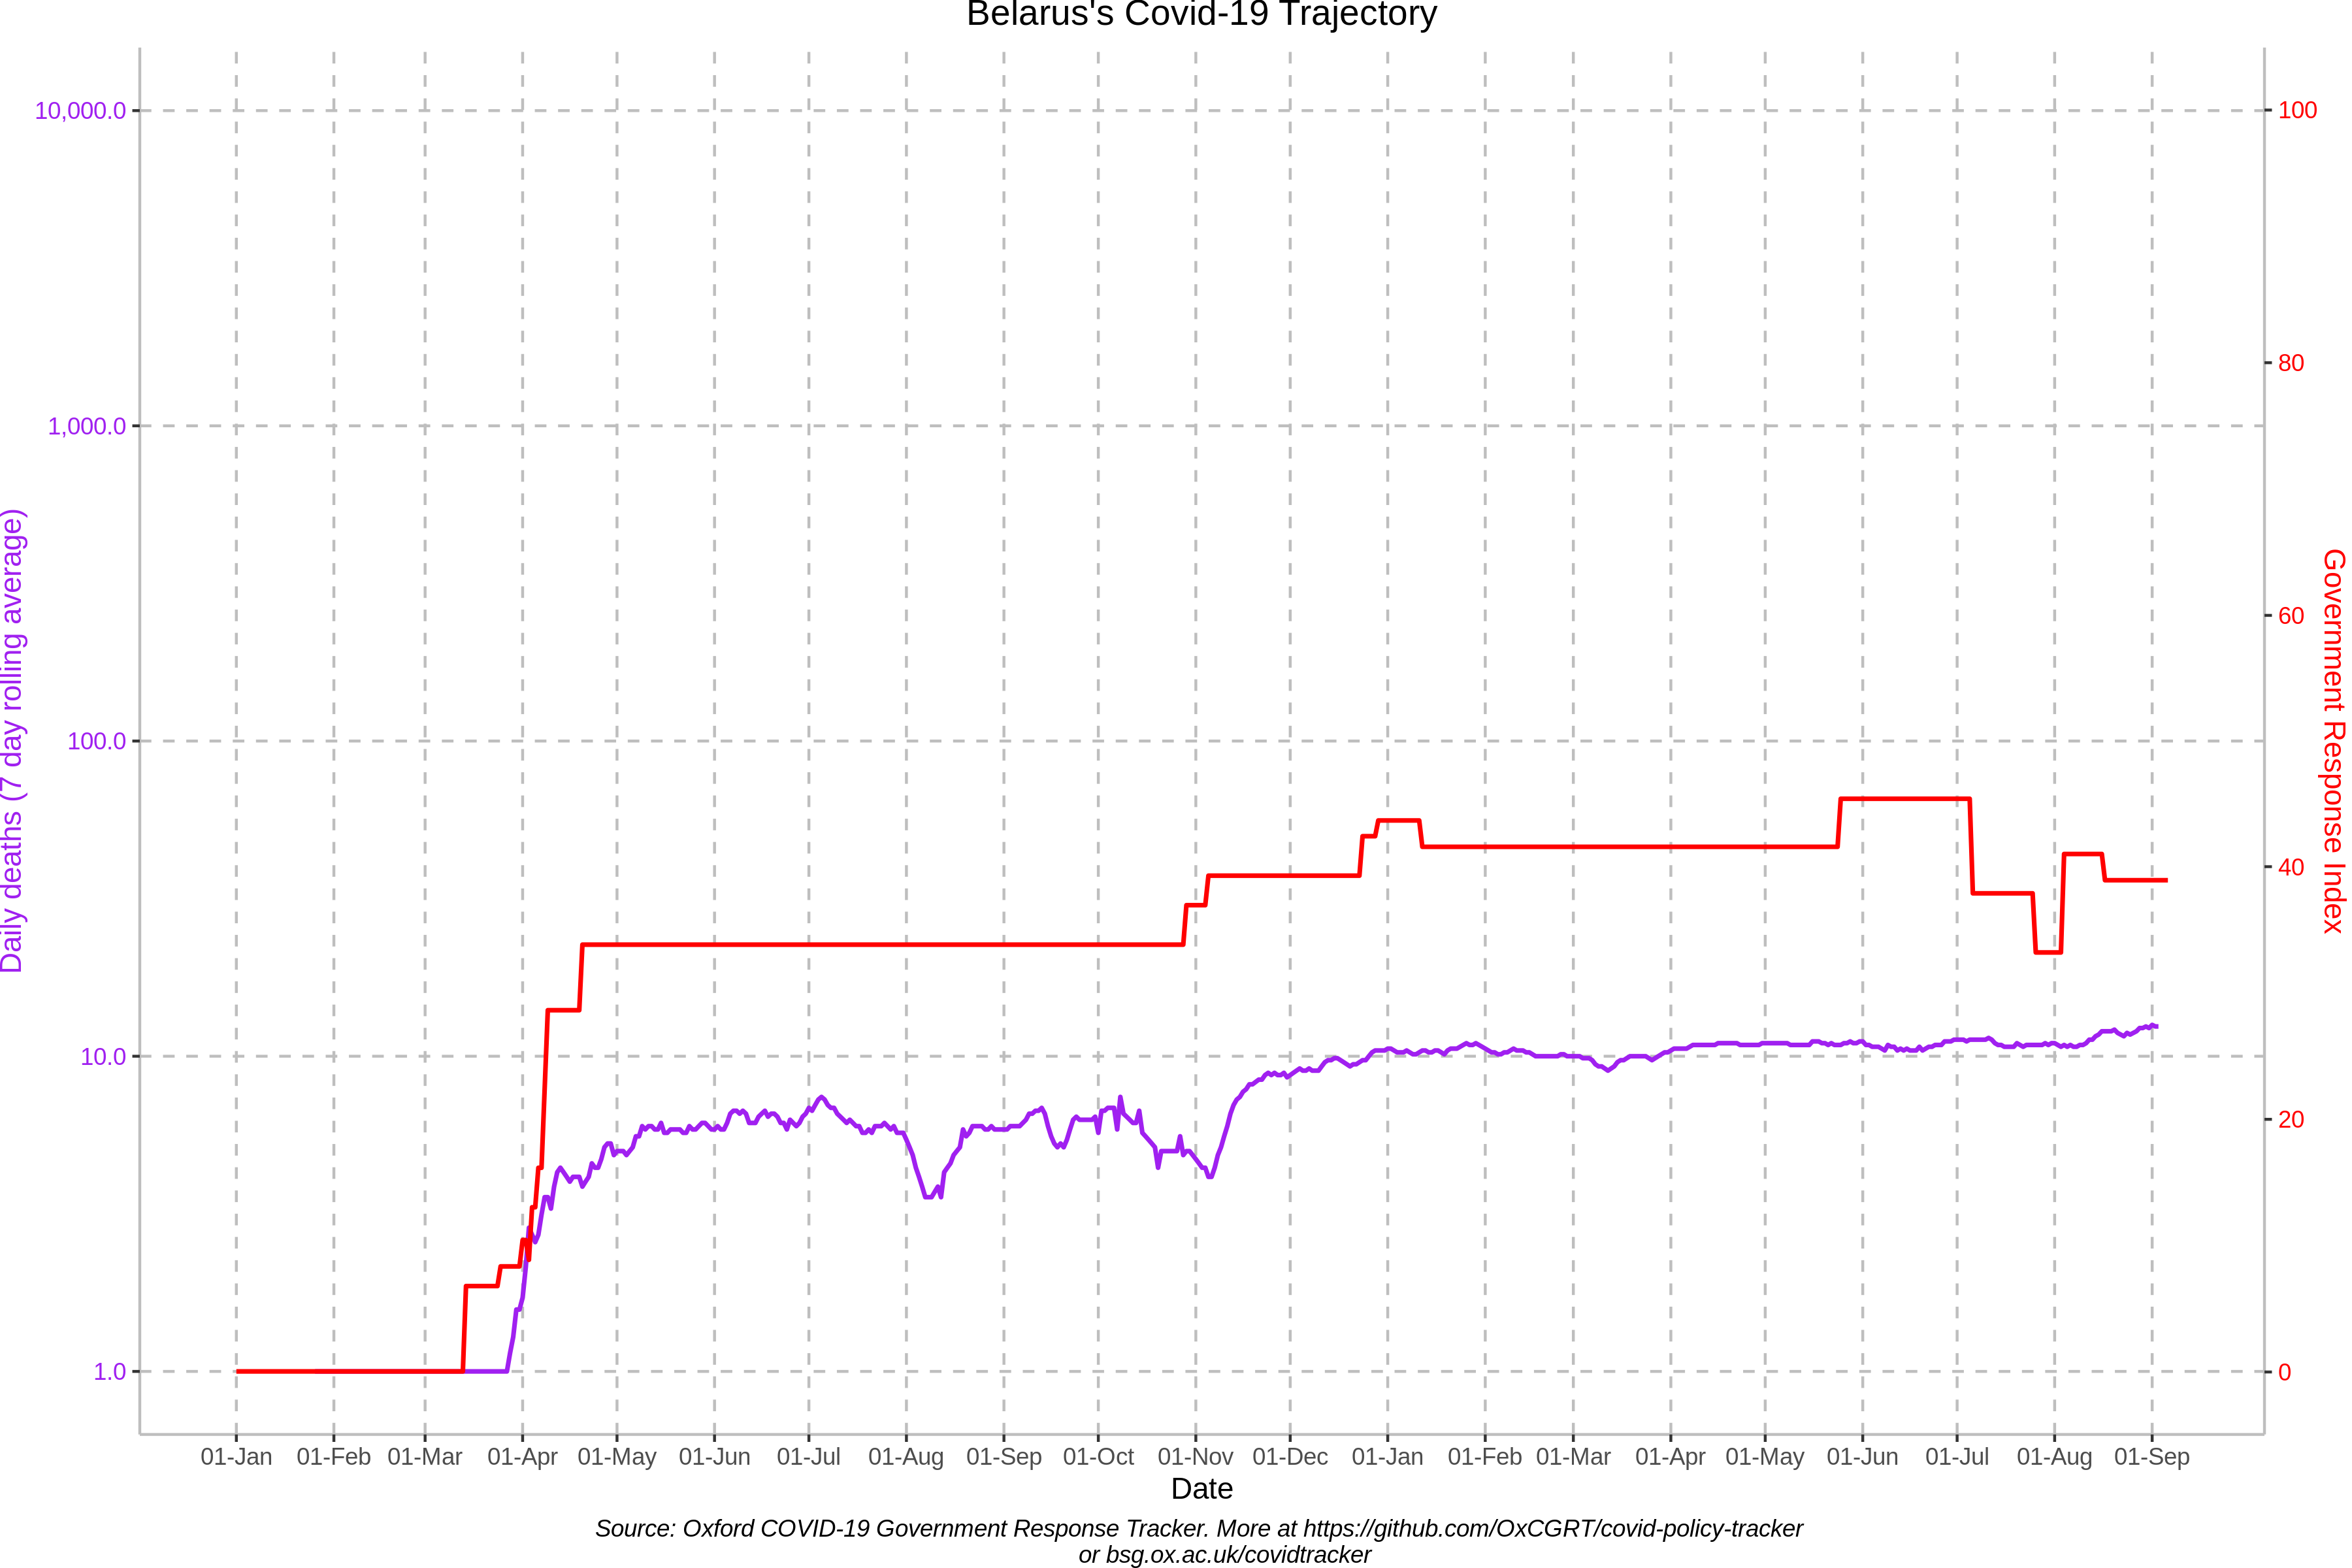 Belarus's Covid-19 Trajectory
Daily deaths (7 day rolling average)
10,000.0
1,000.0
100.0
10.0
1.0
100
80
60
40
20
0
Government Response Index
01-Jan 01-Feb 01-Mar 01-Apr 01-May 01-Jun 01-Jul 01-Aug 01-Sep 01-Oct 01-Nov 01-Dec 01-Jan 01-Feb 01-Mar 01-Apr 01-May 01-Jun 01-Jul 01-Aug 01-Sep
Date
Source: Oxford COVID-19 Government Response Tracker. More at https://github.com/OxCGRT/covid-policy-tracker
or bsg.ox.ac.uk/covidtracker